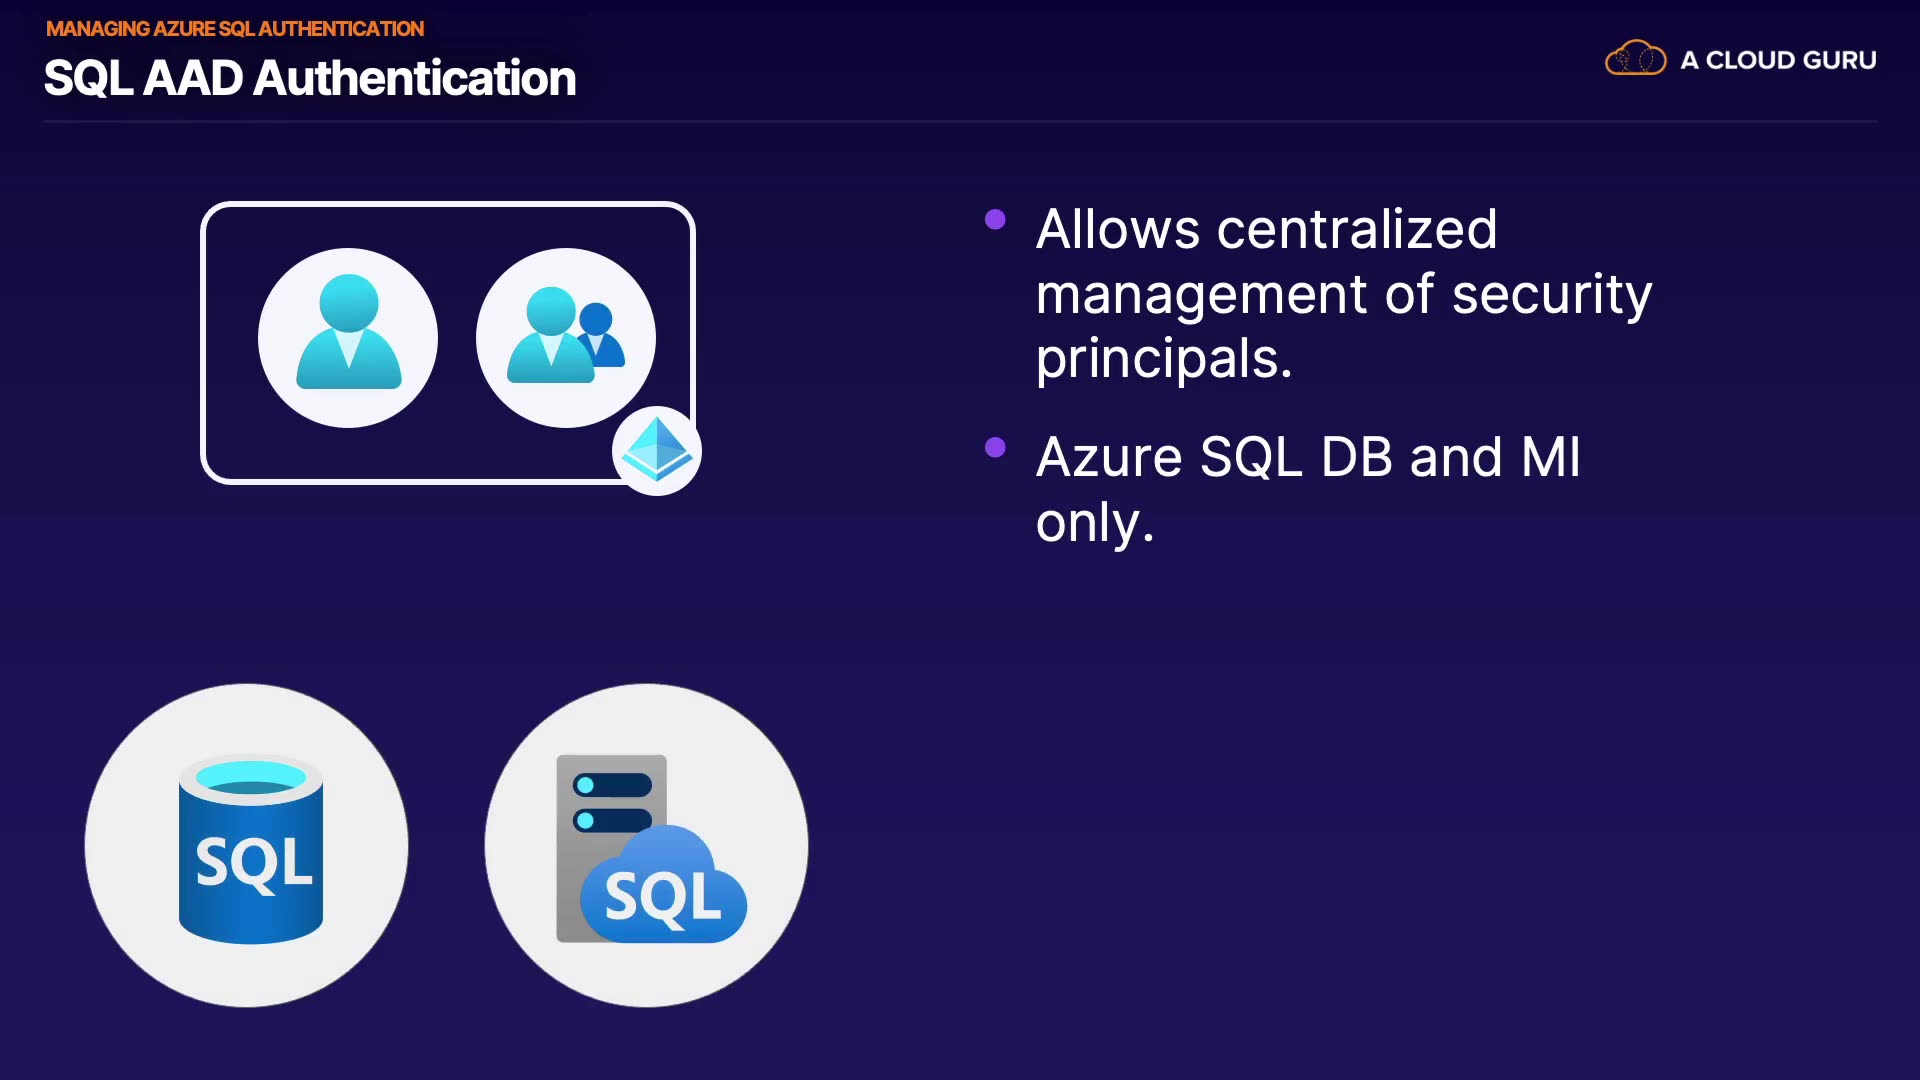 MANAGING AZURE SQL AUTHENTICATION
SQL AAD Authentication
A CLOUD GURU
Allows centralized
management of security
principals.
Azure SQL DB and MI
only.
SQL
SQL